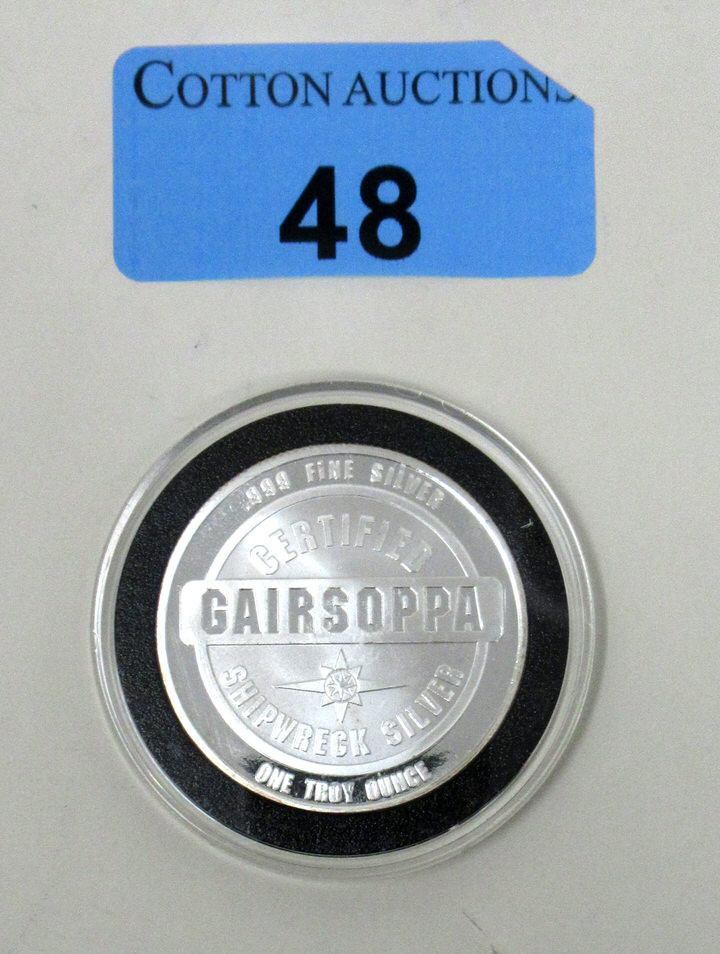 COTTON AUCTIONS
48
.999 FINE SILVER
CERTIFIED
GAIRSOPPA
SHIPWRECK SILVER
ONE TROY OUNCE